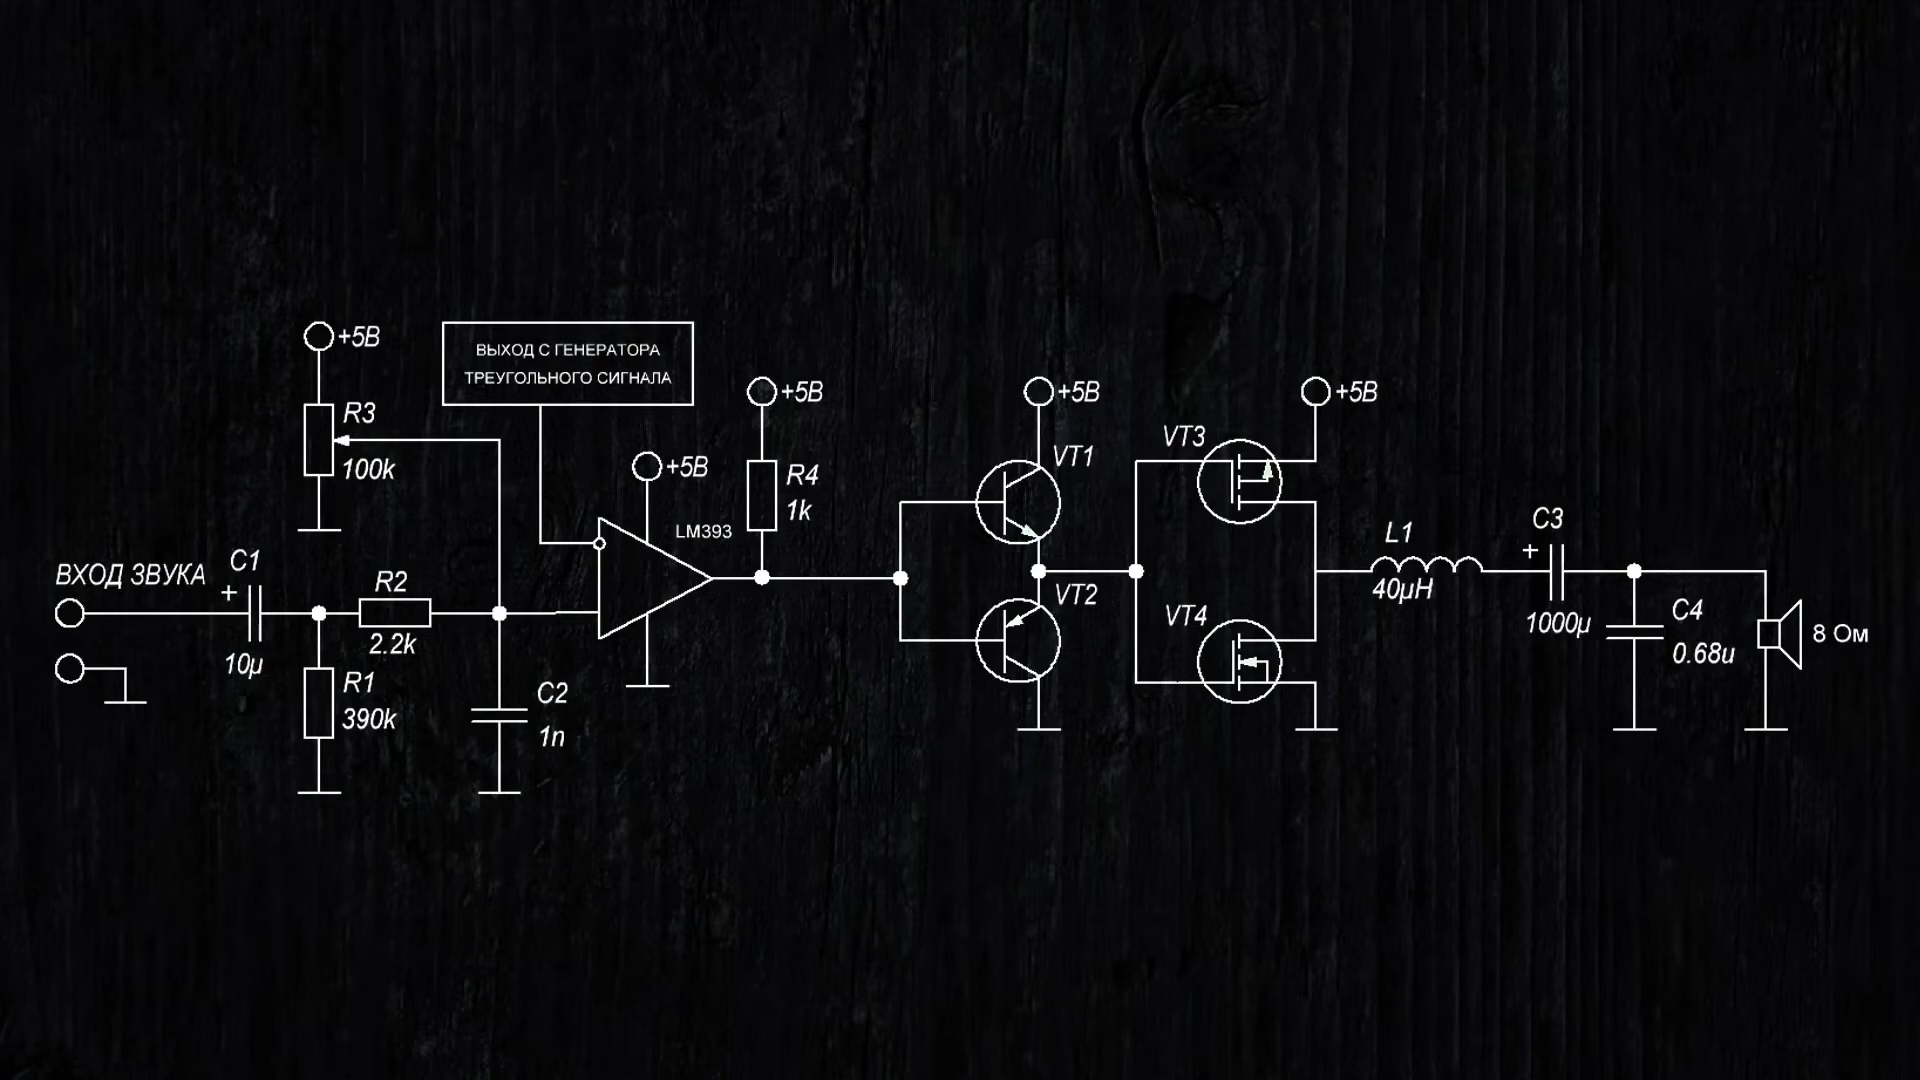 +5В
R3
100k
ВЫХОД С ГЕНЕРАТОРА
ТРЕУГОЛЬНОГО СИГНАЛА
+5В
LM393
+5В
R4
1k
+5В
VT1
VT2
+5В
VT3
VT4
ВХОД ЗВУКА
C1
+
10μ
R2
2.2k
R1
390k
C2
1n
L1
40μH
C3
+
1000μ
C4
0.68u
8 Ом